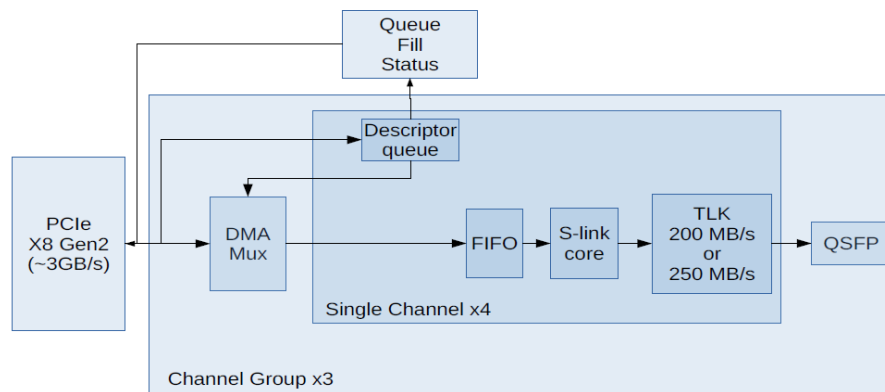 Queue
Fill
Status
Descriptor
queue
PCIe
X8 Gen2
(~3GB/s)
DMA
Mux
FIFO
S-link
core
TLK
200 MB/s
or
250 MB/s
QSFP
Single Channel x4
Channel Group x3